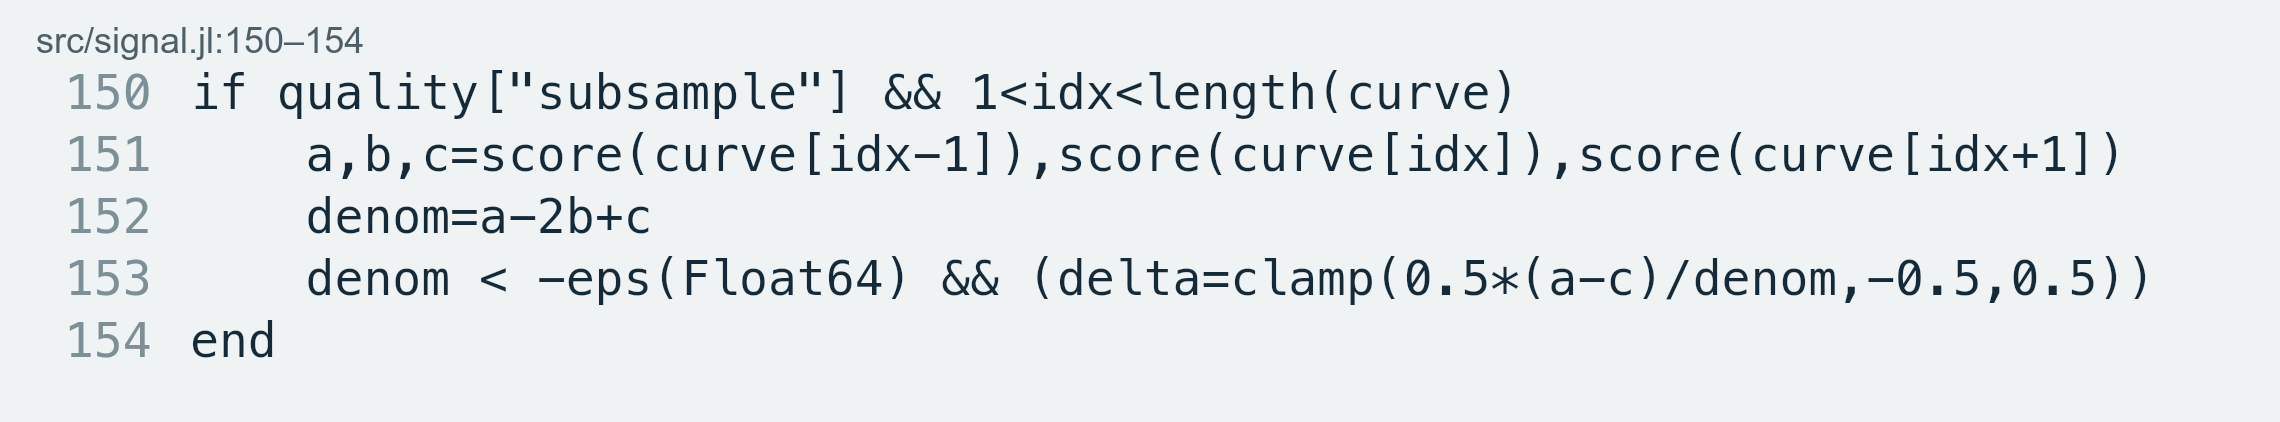 src/signal.jl:150–154
150 if quality["subsample"] && 1<idx<length(curve)
151     a,b,c=score(curve[idx-1]),score(curve[idx]),score(curve[idx+1])
152     denom=a-2b+c
153     denom < -eps(Float64) && (delta=clamp(0.5*(a-c)/denom,-0.5,0.5))
154 end